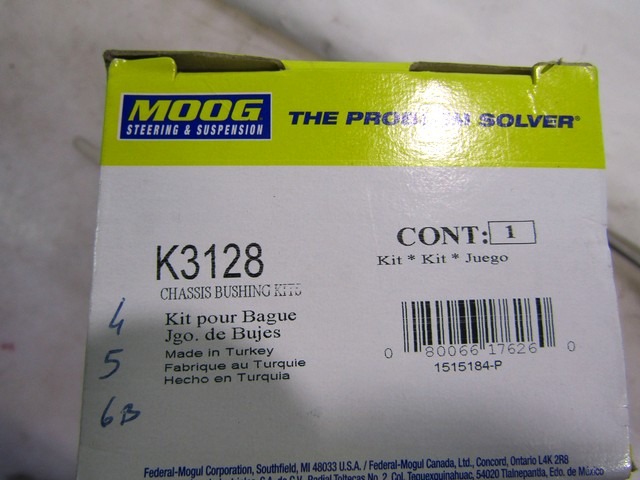 MOOG
STEERING & SUSPENSION
THE PROBLEM SOLVER®
K3128
CHASSIS BUSHING KITS
Kit pour Bague
Jgo. de Bujes
Made in Turkey
Fabrique au Turquie
Hecho en Turquia
CONT: 1
Kit * Kit * Juego
0 80066 17626 0
1515184-P
4
5
6B
Federal-Mogul Corporation, Southfield, MI 48033 U.S.A. / Federal-Mogul Canada, Ltd., Concord, Ontario L4K 2R8
de C.V. Radial Toltecas No. 2, Col. Tequexquinahuac, 54020 Tlalnepantla, Edo. de México